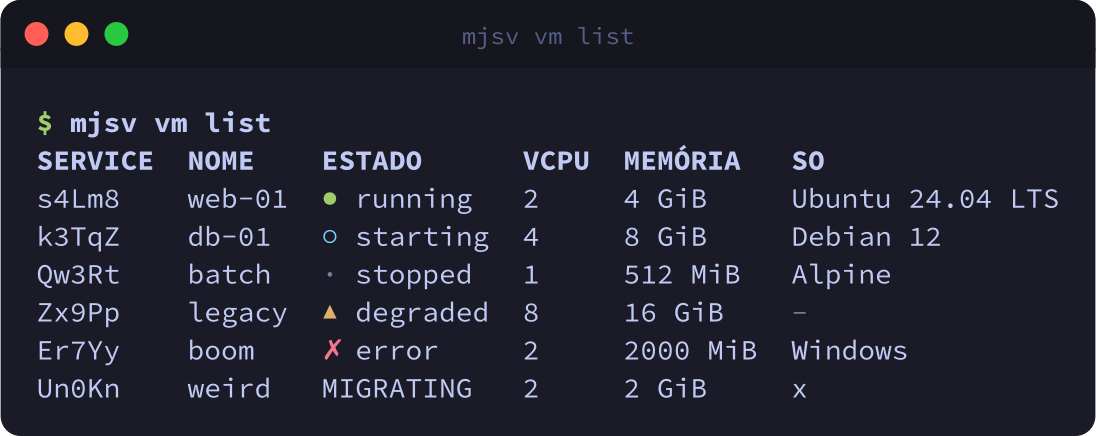 mjsv vm list
$ mjsv vm list
SERVICE NOME ESTADO VCPU MEMÓRIA SO
s4Lm8 web-01 ● running 2 4 GiB Ubuntu 24.04 LTS
k3TqZ db-01 ○ starting 4 8 GiB Debian 12
Qw3Rt batch · stopped 1 512 MiB Alpine
Zx9Pp legacy ▲ degraded 8 16 GiB –
Er7Yy boom ✗ error 2 2000 MiB Windows
Un0Kn weird MIGRATING 2 2 GiB x